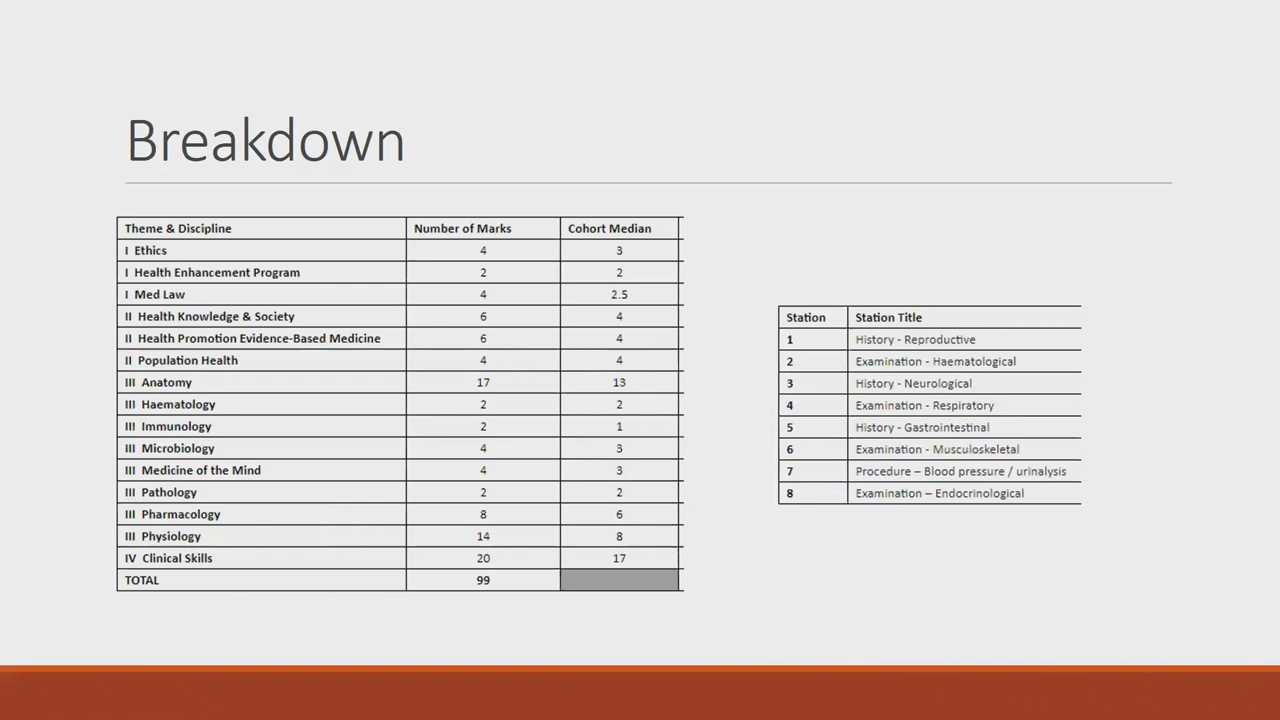 Breakdown
Theme & Discipline Number of Marks Cohort Median
I Ethics 4 3
I Health Enhancement Program 2 2
I Med Law 4 2.5
II Health Knowledge & Society 6 4
II Health Promotion Evidence-Based Medicine 6 4
II Population Health 4 4
III Anatomy 17 13
III Haematology 2 2
III Immunology 2 1
III Microbiology 4 3
III Medicine of the Mind 4 3
III Pathology 2 2
III Pharmacology 8 6
III Physiology 14 8
IV Clinical Skills 20 17
TOTAL 99
Station Station Title
1 History - Reproductive
2 Examination - Haematological
3 History - Neurological
4 Examination - Respiratory
5 History - Gastrointestinal
6 Examination - Musculoskeletal
7 Procedure – Blood pressure / urinalysis
8 Examination – Endocrinological